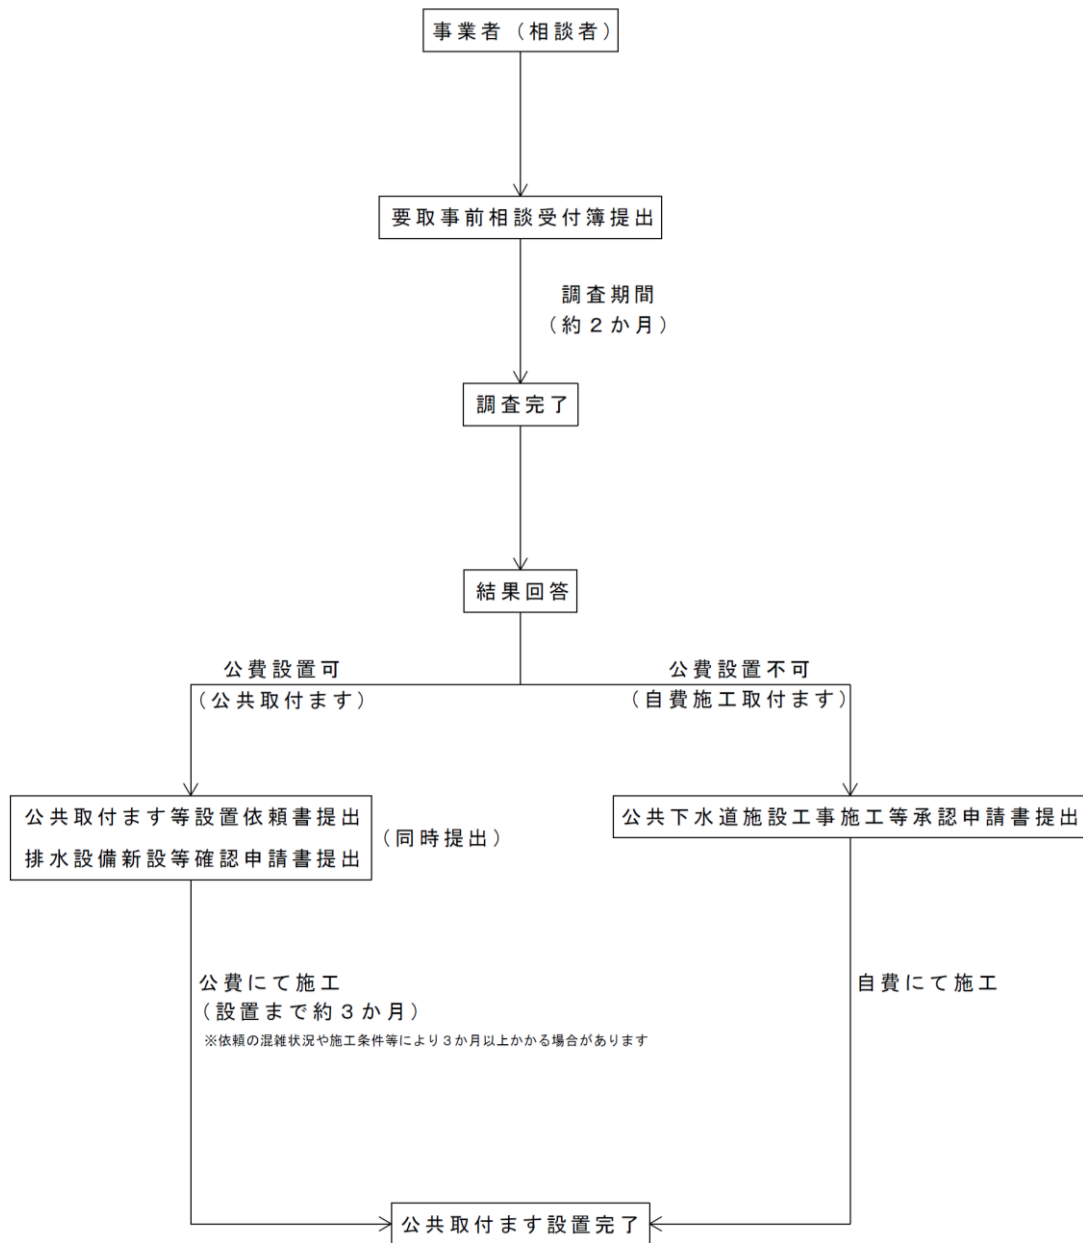 事業者（相談者）
要取事前相談受付簿提出
調査期間
（約２か月）
調査完了
結果回答
公費設置可
（公共取付ます）
公費設置不可
（自費施工取付ます）
公共取付ます等設置依頼書提出
排水設備新設等確認申請書提出
（同時提出）
公共下水道施設工事施工等承認申請書提出
公費にて施工
（設置まで約３か月）
※依頼の混雑状況や施工条件等により３か月以上かかる場合があります
自費にて施工
公共取付ます設置完了